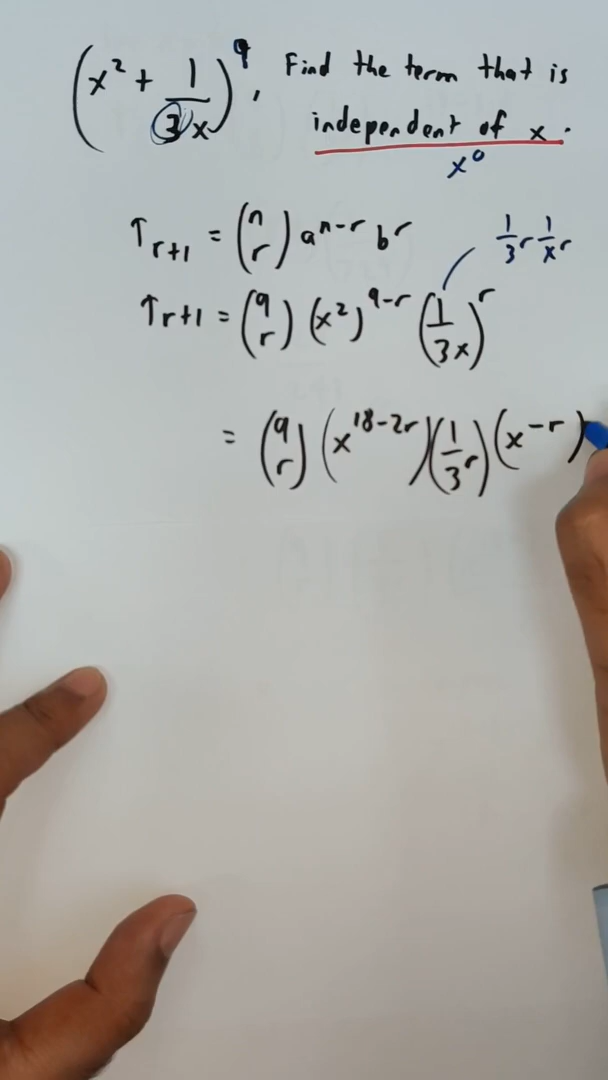 (x² + 1/3x)⁹, Find the term that is
independent of x.
x⁰
T_{r+1} = (n r) a^{n-r} b^r
1/3^r 1/x^r
T_{r+1} = (9 r) (x²)^{9-r} (1/3x)^r
= (9 r) (x^{18-2r}) (1/3^r) (x^{-r})